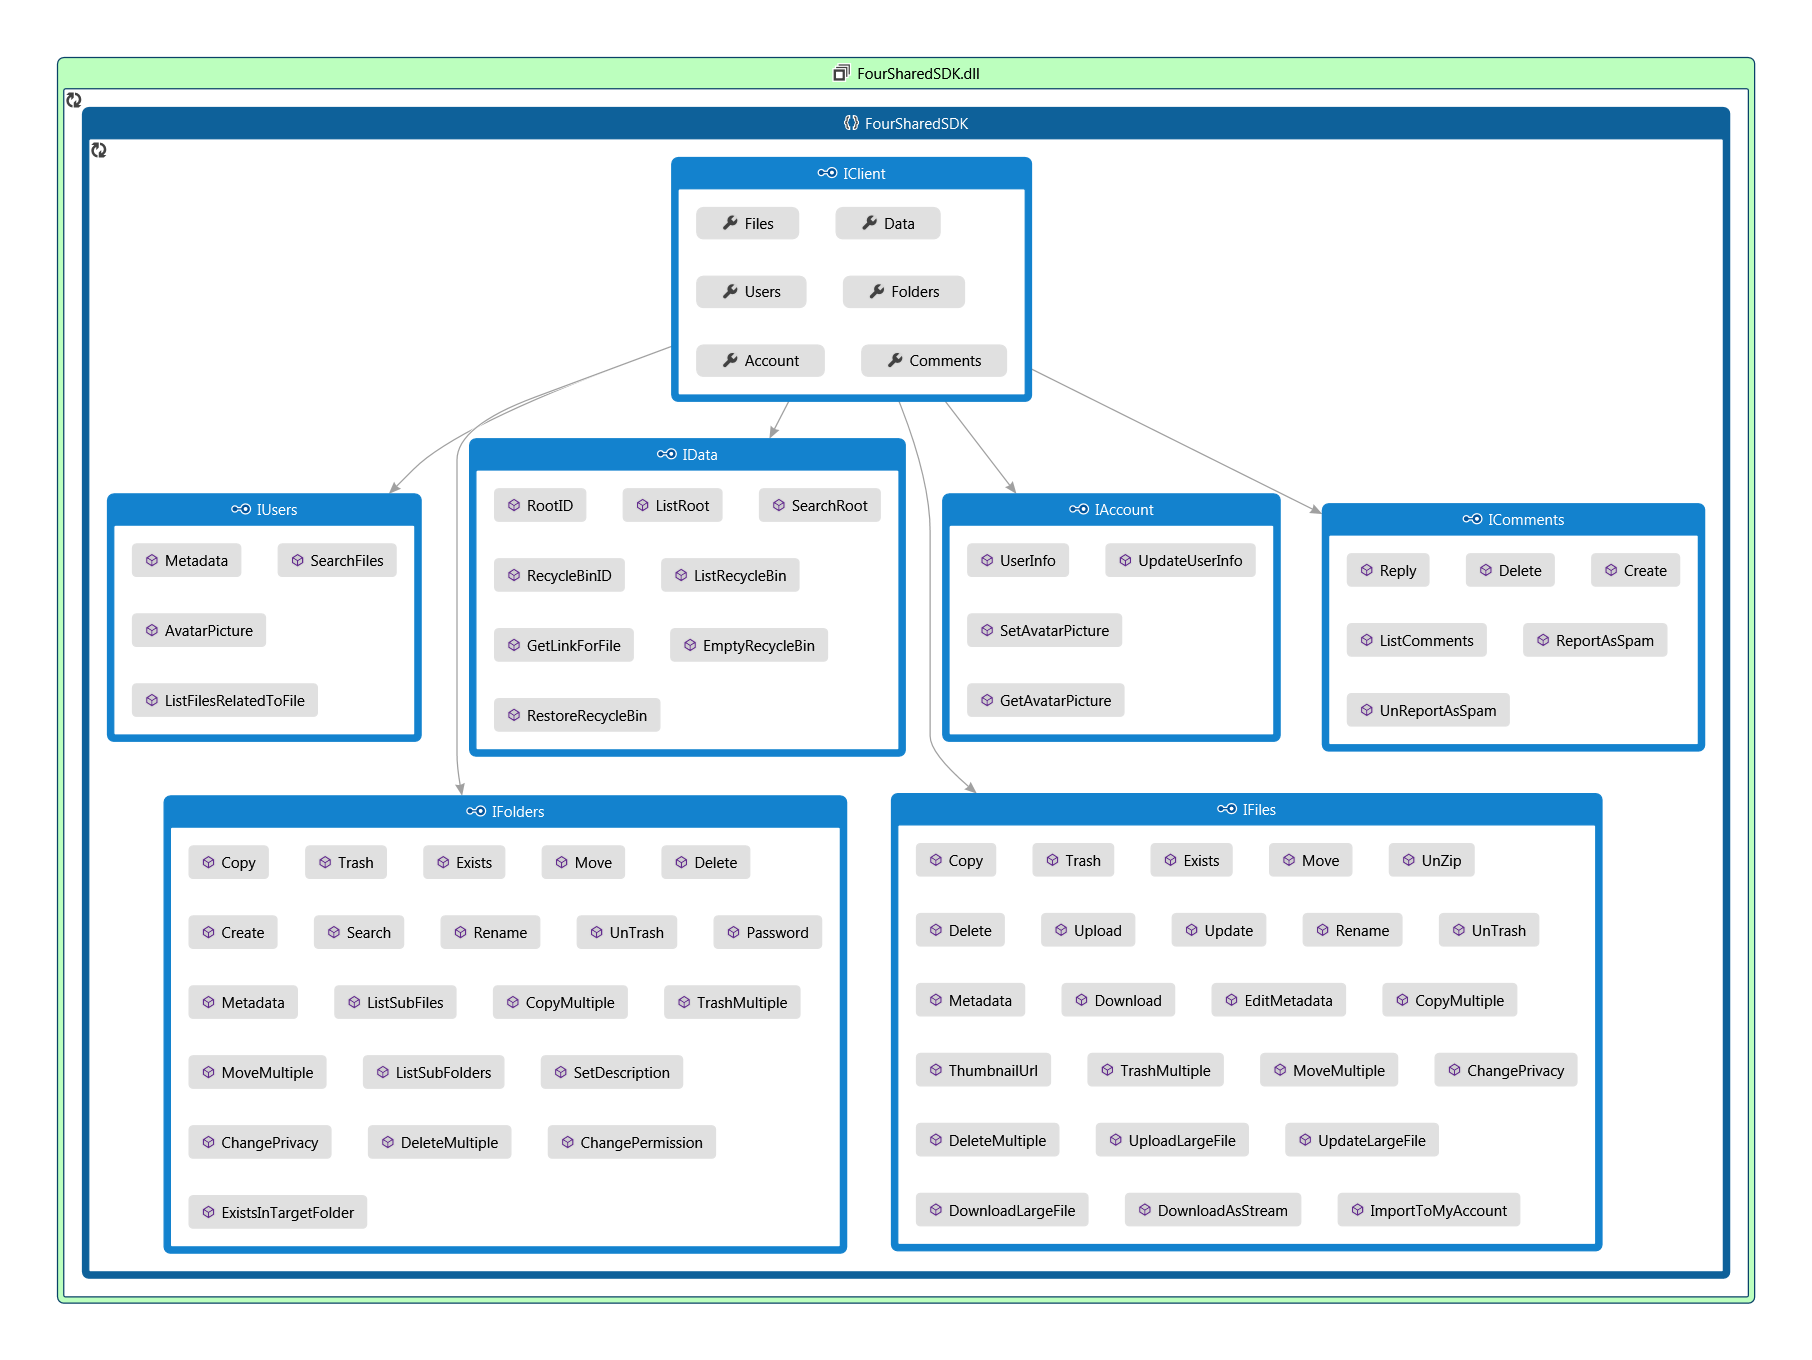 FourSharedSDK.dll
FourSharedSDK
IClient
Files
Data
Users
Folders
Account
Comments
IUsers
Metadata
SearchFiles
AvatarPicture
ListFilesRelatedToFile
IData
RootID
ListRoot
SearchRoot
RecycleBinID
ListRecycleBin
GetLinkForFile
EmptyRecycleBin
RestoreRecycleBin
IAccount
UserInfo
UpdateUserInfo
SetAvatarPicture
GetAvatarPicture
IComments
Reply
Delete
Create
ListComments
ReportAsSpam
UnReportAsSpam
IFolders
Copy
Trash
Exists
Move
Delete
Create
Search
Rename
UnTrash
Password
Metadata
ListSubFiles
CopyMultiple
TrashMultiple
MoveMultiple
ListSubFolders
SetDescription
ChangePrivacy
DeleteMultiple
ChangePermission
ExistsInTargetFolder
IFiles
Copy
Trash
Exists
Move
UnZip
Delete
Upload
Update
Rename
UnTrash
Metadata
Download
EditMetadata
CopyMultiple
ThumbnailUrl
TrashMultiple
MoveMultiple
ChangePrivacy
DeleteMultiple
UploadLargeFile
UpdateLargeFile
DownloadLargeFile
DownloadAsStream
ImportToMyAccount